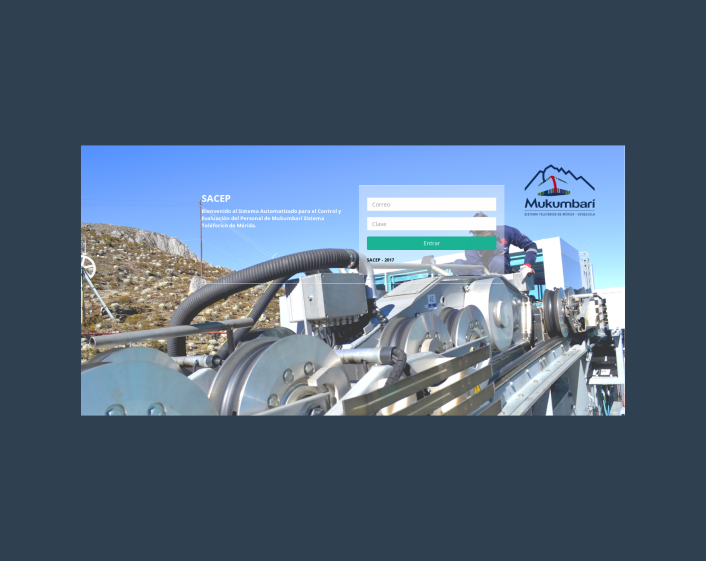 SACEP
Bienvenido al Sistema Automatizado para el Control y
Evaluación del Personal de Mukumbarí Sistema
Teléferico de Mérida.
Correo
Clave
Entrar
SACEP - 2017
Mukumbarí
SISTEMA TELEFÉRICO DE MÉRIDA - VENEZUELA